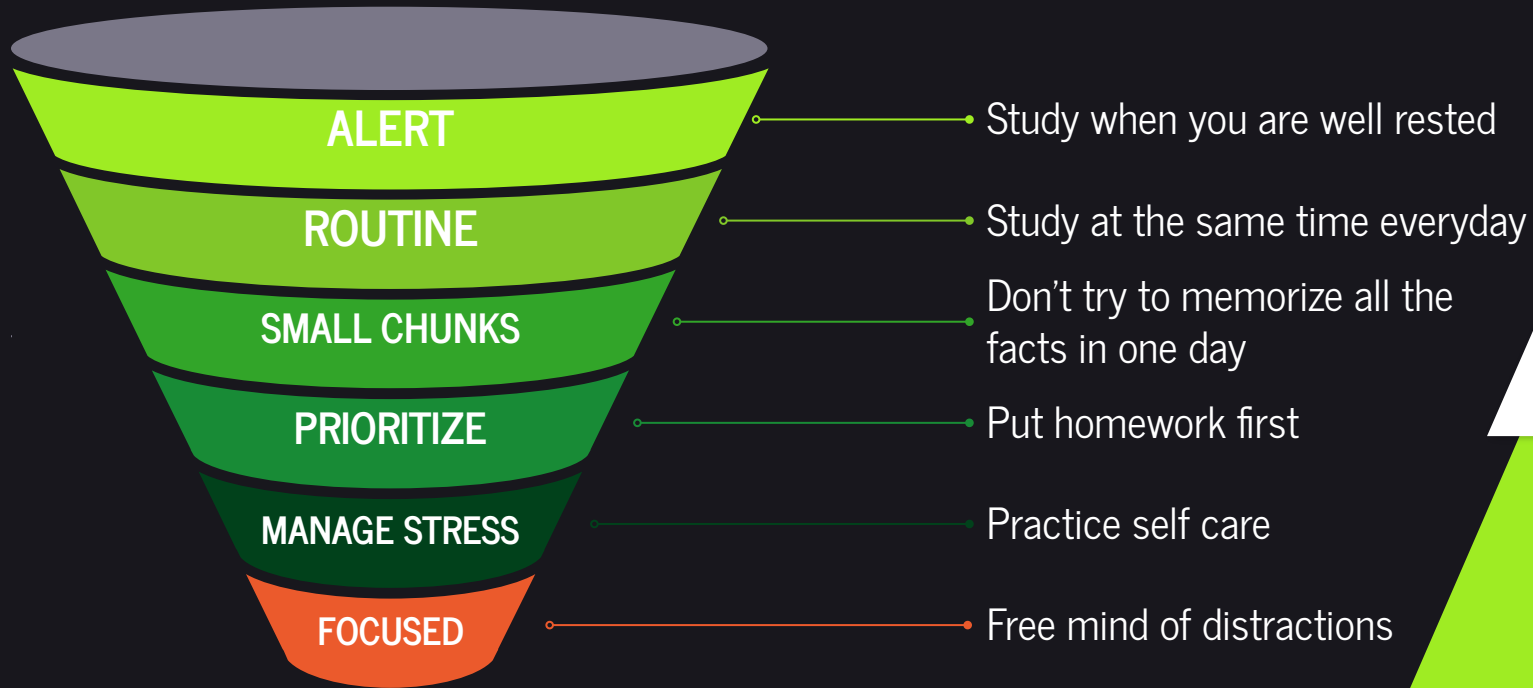 ALERT
Study when you are well rested
ROUTINE
Study at the same time everyday
SMALL CHUNKS
Don't try to memorize all the
facts in one day
PRIORITIZE
Put homework first
MANAGE STRESS
Practice self care
FOCUSED
Free mind of distractions